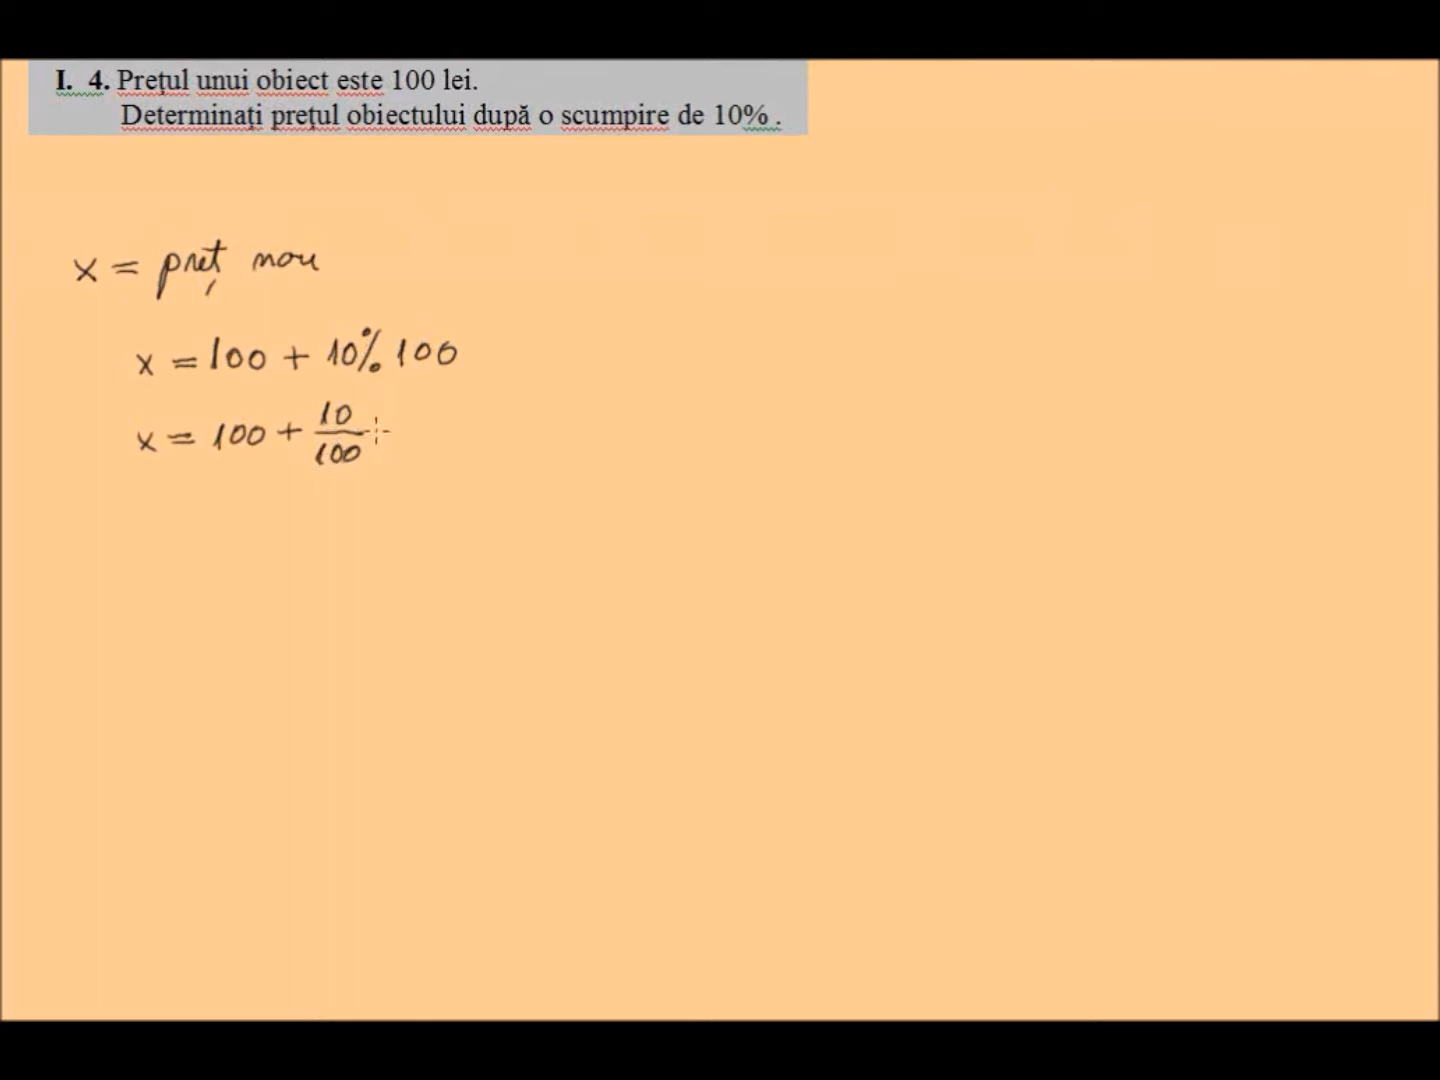 I. 4. Prețul unui obiect este 100 lei.
Determinați prețul obiectului după o scumpire de 10% .
x = preț nou
x = 100 + 10% 100
x = 100 + 10/100